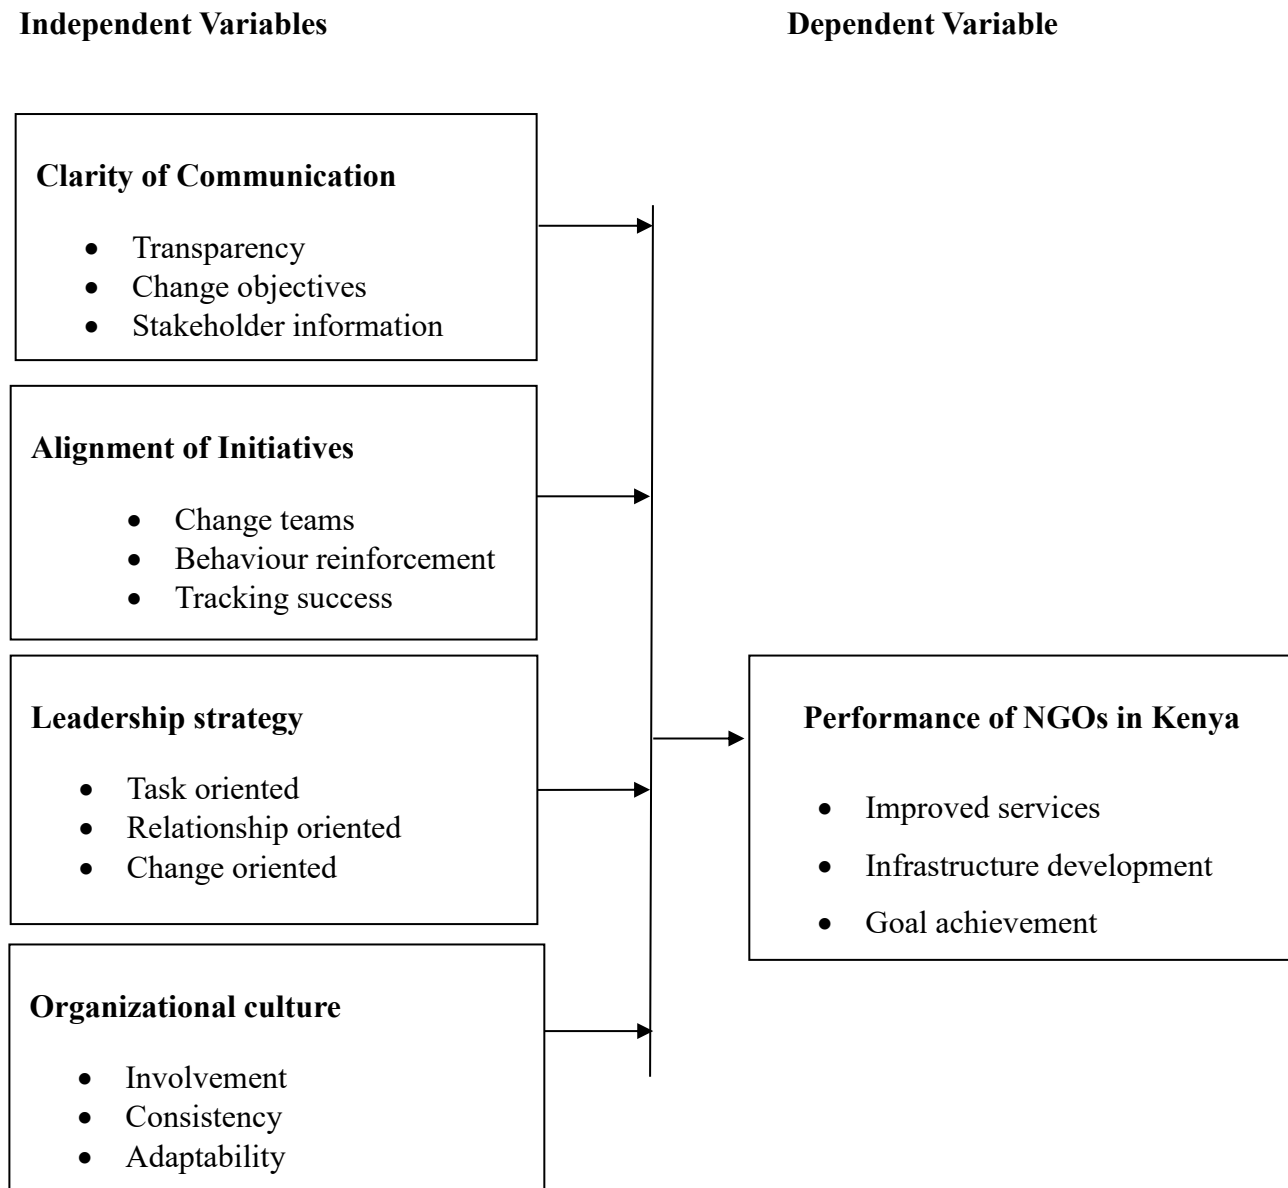 Independent Variables
Dependent Variable
Clarity of Communication
• Transparency
• Change objectives
• Stakeholder information
Alignment of Initiatives
• Change teams
• Behaviour reinforcement
• Tracking success
Leadership strategy
• Task oriented
• Relationship oriented
• Change oriented
Organizational culture
• Involvement
• Consistency
• Adaptability
Performance of NGOs in Kenya
• Improved services
• Infrastructure development
• Goal achievement